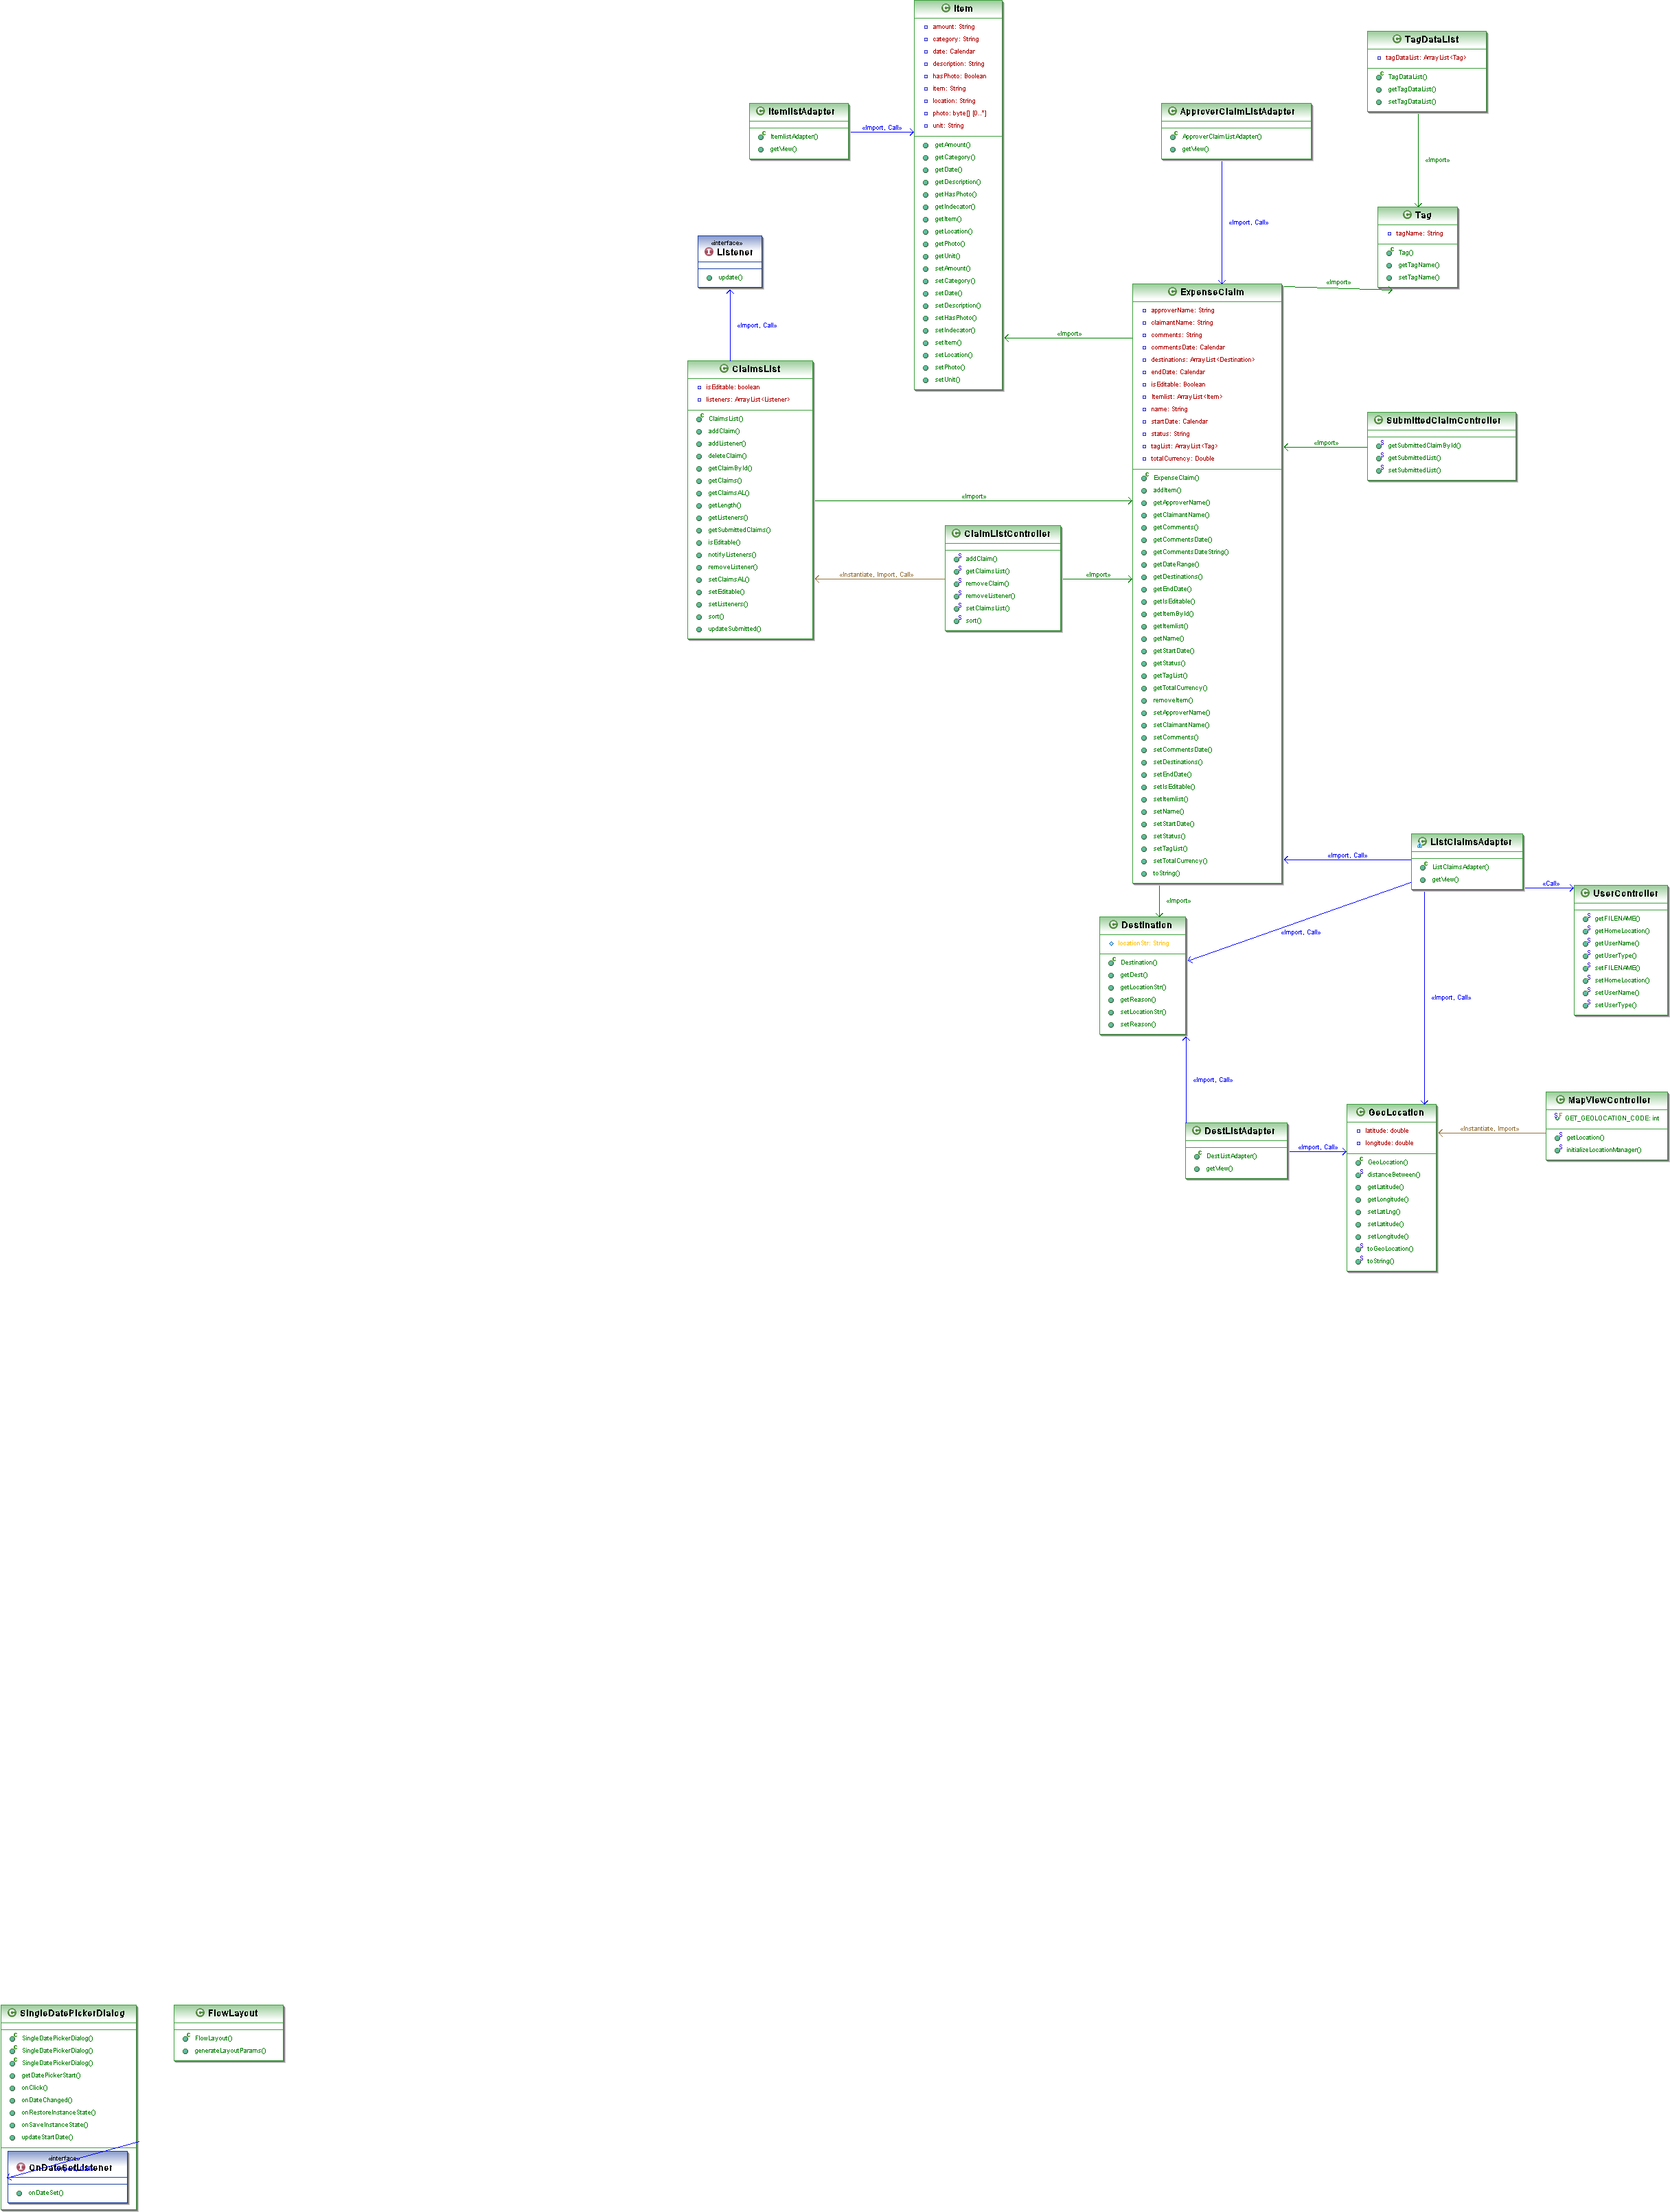 Item
amount: String
category: String
date: Calendar
description: String
hasPhoto: Boolean
item: String
location: String
photo: byte[] [0..*]
unit: String
getAmount()
getCategory()
getDate()
getDescription()
getHasPhoto()
getIndecator()
getItem()
getLocation()
getPhoto()
getUnit()
setAmount()
setCategory()
setDate()
setDescription()
setHasPhoto()
setIndecator()
setItem()
setLocation()
setPhoto()
setUnit()
TagDataList
tagDataList: ArrayList<Tag>
TagDataList()
getTagDataList()
setTagDataList()
ItemlistAdapter
ItemlistAdapter()
getView()
«Import, Call»
ApproverClaimListAdapter
ApproverClaimListAdapter()
getView()
«Import»
«Import, Call»
Tag
tagName: String
Tag()
getTagName()
setTagName()
«interface»
Listener
update()
«Import»
«Import, Call»
«Import»
ExpenseClaim
approverName: String
claimantName: String
comments: String
commentsDate: Calendar
destinations: ArrayList<Destination>
endDate: Calendar
isEditable: Boolean
Itemlist: ArrayList<Item>
name: String
startDate: Calendar
status: String
tagList: ArrayList<Tag>
totalCurrency: Double
ExpenseClaim()
addItem()
getApproverName()
getClaimantName()
getComments()
getCommentsDate()
getCommentsDateString()
getDateRange()
getDestinations()
getEndDate()
getIsEditable()
getItemById()
getItemlist()
getName()
getStartDate()
getStatus()
getTagList()
getTotalCurrency()
removeItem()
setApproverName()
setClaimantName()
setComments()
setCommentsDate()
setDestinations()
setEndDate()
setIsEditable()
setItemlist()
setName()
setStartDate()
setStatus()
setTagList()
setTotalCurrency()
toString()
ClaimsList
isEditable: boolean
listeners: ArrayList<Listener>
ClaimsList()
addClaim()
addListener()
deleteClaim()
getClaimById()
getClaims()
getClaimsAL()
getLength()
getListeners()
getSubmittedClaims()
isEditable()
notifyListeners()
removeListener()
setClaimsAL()
setEditable()
setListeners()
sort()
updateSubmitted()
SubmittedClaimController
getSubmittedClaimById()
getSubmittedList()
setSubmittedList()
«Import»
«Import»
ClaimListController
addClaim()
getClaimsList()
removeClaim()
removeListener()
setClaimsList()
sort()
«Instantiate, Import, Call»
«Import»
ListClaimsAdapter
ListClaimsAdapter()
getView()
«Import, Call»
«Call»
UserController
getFILENAME()
getHomeLocation()
getUserName()
getUserType()
setFILENAME()
setHomeLocation()
setUserName()
setUserType()
«Import»
Destination
locationStr: String
Destination()
getDest()
getLocationStr()
getReason()
setLocationStr()
setReason()
«Import, Call»
«Import, Call»
«Import, Call»
DestListAdapter
DestListAdapter()
getView()
«Import, Call»
GeoLocation
latitude: double
longitude: double
GeoLocation()
distanceBetween()
getLatitude()
getLongitude()
setLatLng()
setLatitude()
setLongitude()
toGeoLocation()
toString()
«Instantiate, Import»
MapViewController
GET_GEOLOCATION_CODE: int
getLocation()
initializeLocationManager()
SingleDatePickerDialog
SingleDatePickerDialog()
SingleDatePickerDialog()
SingleDatePickerDialog()
getDatePickerStart()
onClick()
onDateChanged()
onRestoreInstanceState()
onSaveInstanceState()
updateStartDate()
«interface»
OnDateSetListener
onDateSet()
FlowLayout
FlowLayout()
generateLayoutParams()